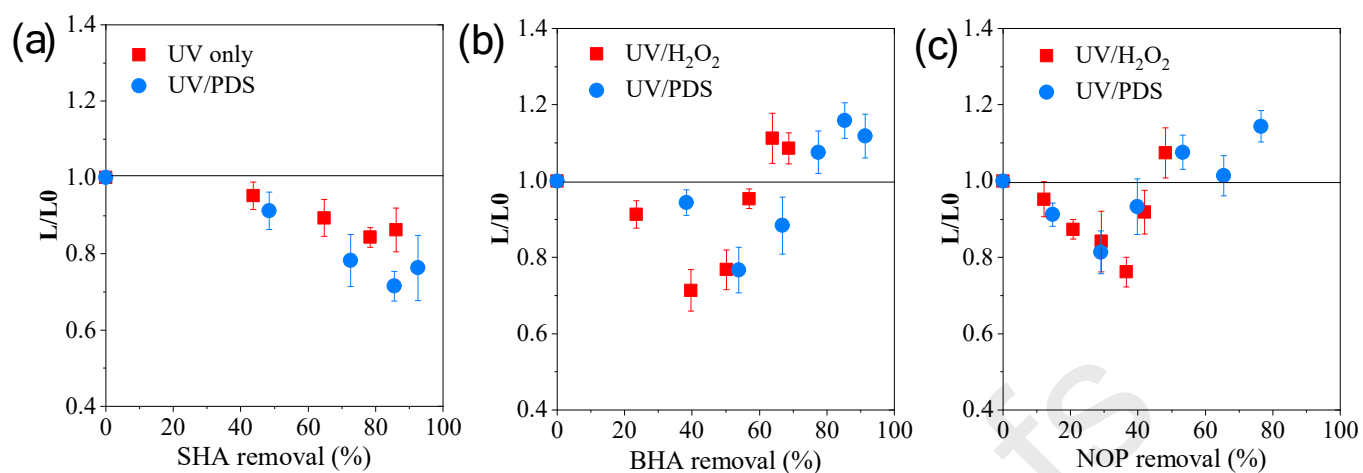 (a)
UV only
UV/PDS
1.4
1.2
1.0
0.8
0.6
0.4
L/L0
0 20 40 60 80 100
SHA removal (%)
(b)
UV/H₂O₂
UV/PDS
1.4
1.2
1.0
0.8
0.6
0.4
L/L0
0 20 40 60 80 100
BHA removal (%)
(c)
UV/H₂O₂
UV/PDS
1.4
1.2
1.0
0.8
0.6
0.4
L/L0
0 20 40 60 80 100
NOP removal (%)
fs